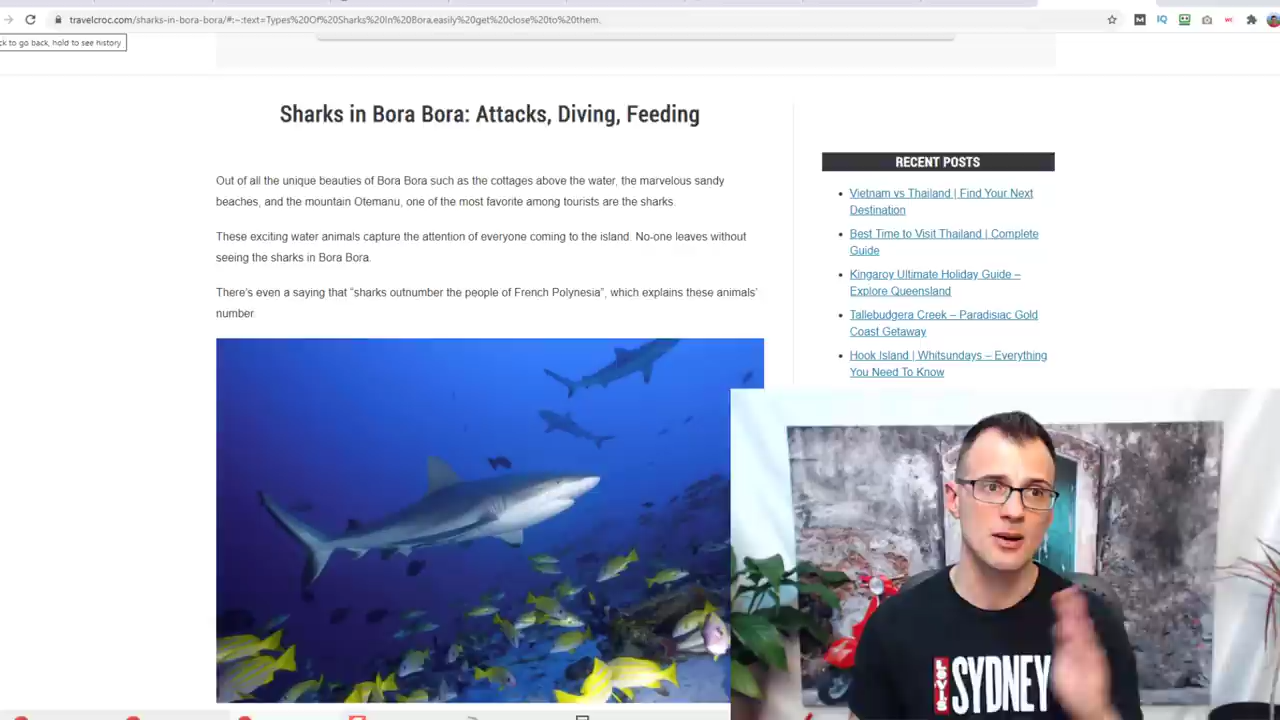 travelcroc.com/sharks-in-bora-bora/#:~:text=Types%20Of%20Sharks%20In%20Bora,easily%20get%20close%20to%20them.
ck to go back, hold to see history
Sharks in Bora Bora: Attacks, Diving, Feeding
Out of all the unique beauties of Bora Bora such as the cottages above the water, the marvelous sandy
beaches, and the mountain Otemanu, one of the most favorite among tourists are the sharks.
These exciting water animals capture the attention of everyone coming to the island. No-one leaves without
seeing the sharks in Bora Bora.
There's even a saying that “sharks outnumber the people of French Polynesia”, which explains these animals'
number
RECENT POSTS
Vietnam vs Thailand | Find Your Next
Destination
Best Time to Visit Thailand | Complete
Guide
Kingaroy Ultimate Holiday Guide –
Explore Queensland
Tallebudgera Creek – Paradisiac Gold
Coast Getaway
Hook Island | Whitsundays – Everything
You Need To Know
LEVI'S
SYDNEY